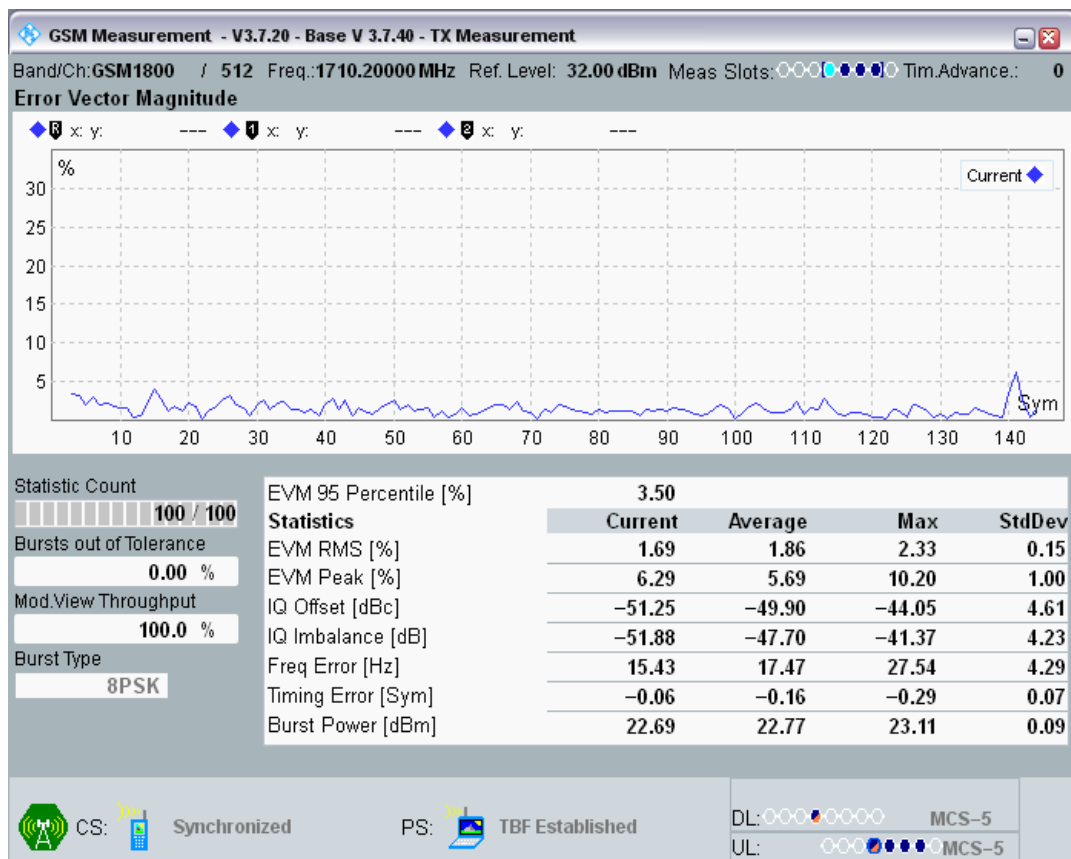 GSM Measurement - V3.7.20 - Base V 3.7.40 - TX Measurement
Band/Ch:GSM1800 / 512 Freq.:1710.20000 MHz Ref. Level: 32.00 dBm Meas Slots: Tim.Advance.: 0
Error Vector Magnitude
R x: y: --- 1 x: y: --- 2 x: y: ---
%
Current
30
25
20
15
10
5
Sym
10 20 30 40 50 60 70 80 90 100 110 120 130 140
Statistic Count
100 / 100
Bursts out of Tolerance
0.00 %
Mod.View Throughput
100.0 %
Burst Type
8PSK
EVM 95 Percentile [%] 3.50
Statistics Current Average Max StdDev
EVM RMS [%] 1.69 1.86 2.33 0.15
EVM Peak [%] 6.29 5.69 10.20 1.00
IQ Offset [dBc] −51.25 −49.90 −44.05 4.61
IQ Imbalance [dB] −51.88 −47.70 −41.37 4.23
Freq Error [Hz] 15.43 17.47 27.54 4.29
Timing Error [Sym] −0.06 −0.16 −0.29 0.07
Burst Power [dBm] 22.69 22.77 23.11 0.09
CS: Synchronized PS: TBF Established
DL: MCS−5
UL: MCS−5